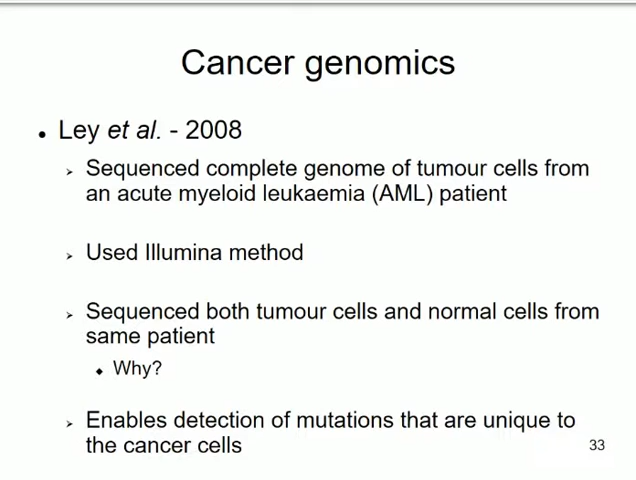 Cancer genomics
Ley et al. - 2008
Sequenced complete genome of tumour cells from
an acute myeloid leukaemia (AML) patient
Used Illumina method
Sequenced both tumour cells and normal cells from
same patient
Why?
Enables detection of mutations that are unique to
the cancer cells
33